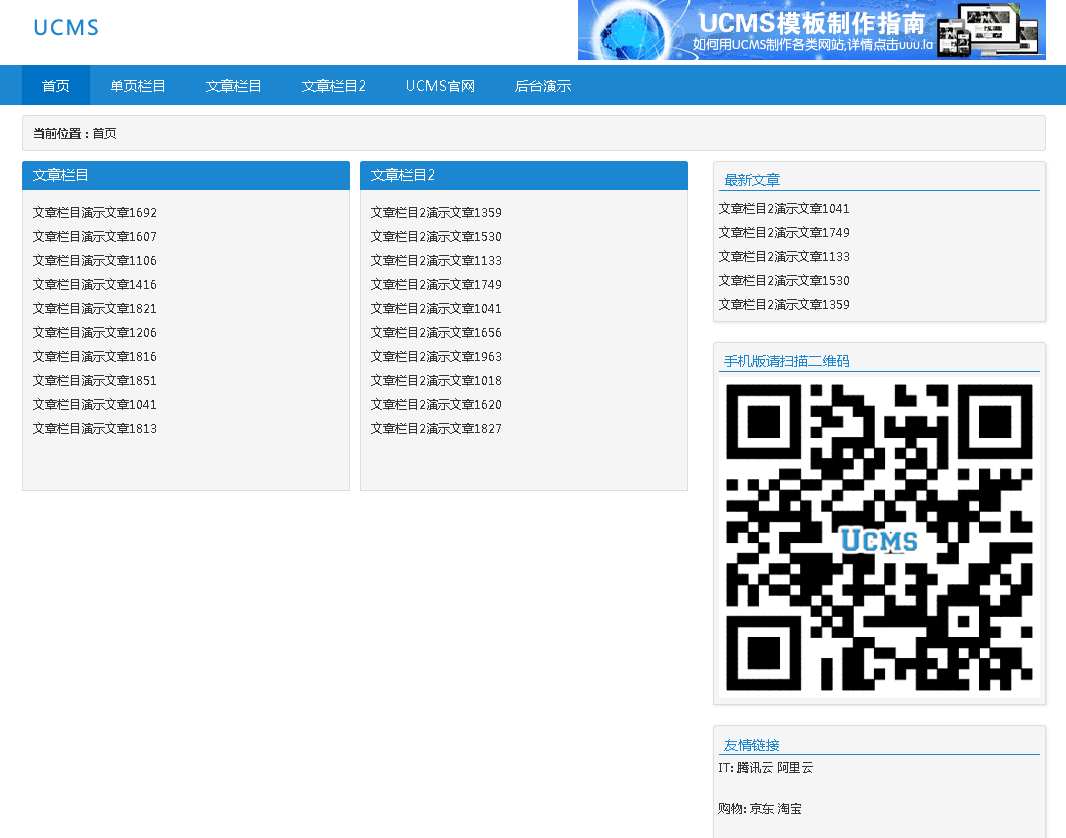 UCMS
UCMS模板制作指南
如何用UCMS制作各类网站,详情点击uuu.la
首页 单页栏目 文章栏目 文章栏目2 UCMS官网 后台演示
当前位置：首页
文章栏目
文章栏目演示文章1692
文章栏目演示文章1607
文章栏目演示文章1106
文章栏目演示文章1416
文章栏目演示文章1821
文章栏目演示文章1206
文章栏目演示文章1816
文章栏目演示文章1851
文章栏目演示文章1041
文章栏目演示文章1813
文章栏目2
文章栏目2演示文章1359
文章栏目2演示文章1530
文章栏目2演示文章1133
文章栏目2演示文章1749
文章栏目2演示文章1041
文章栏目2演示文章1656
文章栏目2演示文章1963
文章栏目2演示文章1018
文章栏目2演示文章1620
文章栏目2演示文章1827
最新文章
文章栏目2演示文章1041
文章栏目2演示文章1749
文章栏目2演示文章1133
文章栏目2演示文章1530
文章栏目2演示文章1359
手机版请扫描二维码
UCMS
友情链接
IT: 腾讯云 阿里云
购物: 京东 淘宝